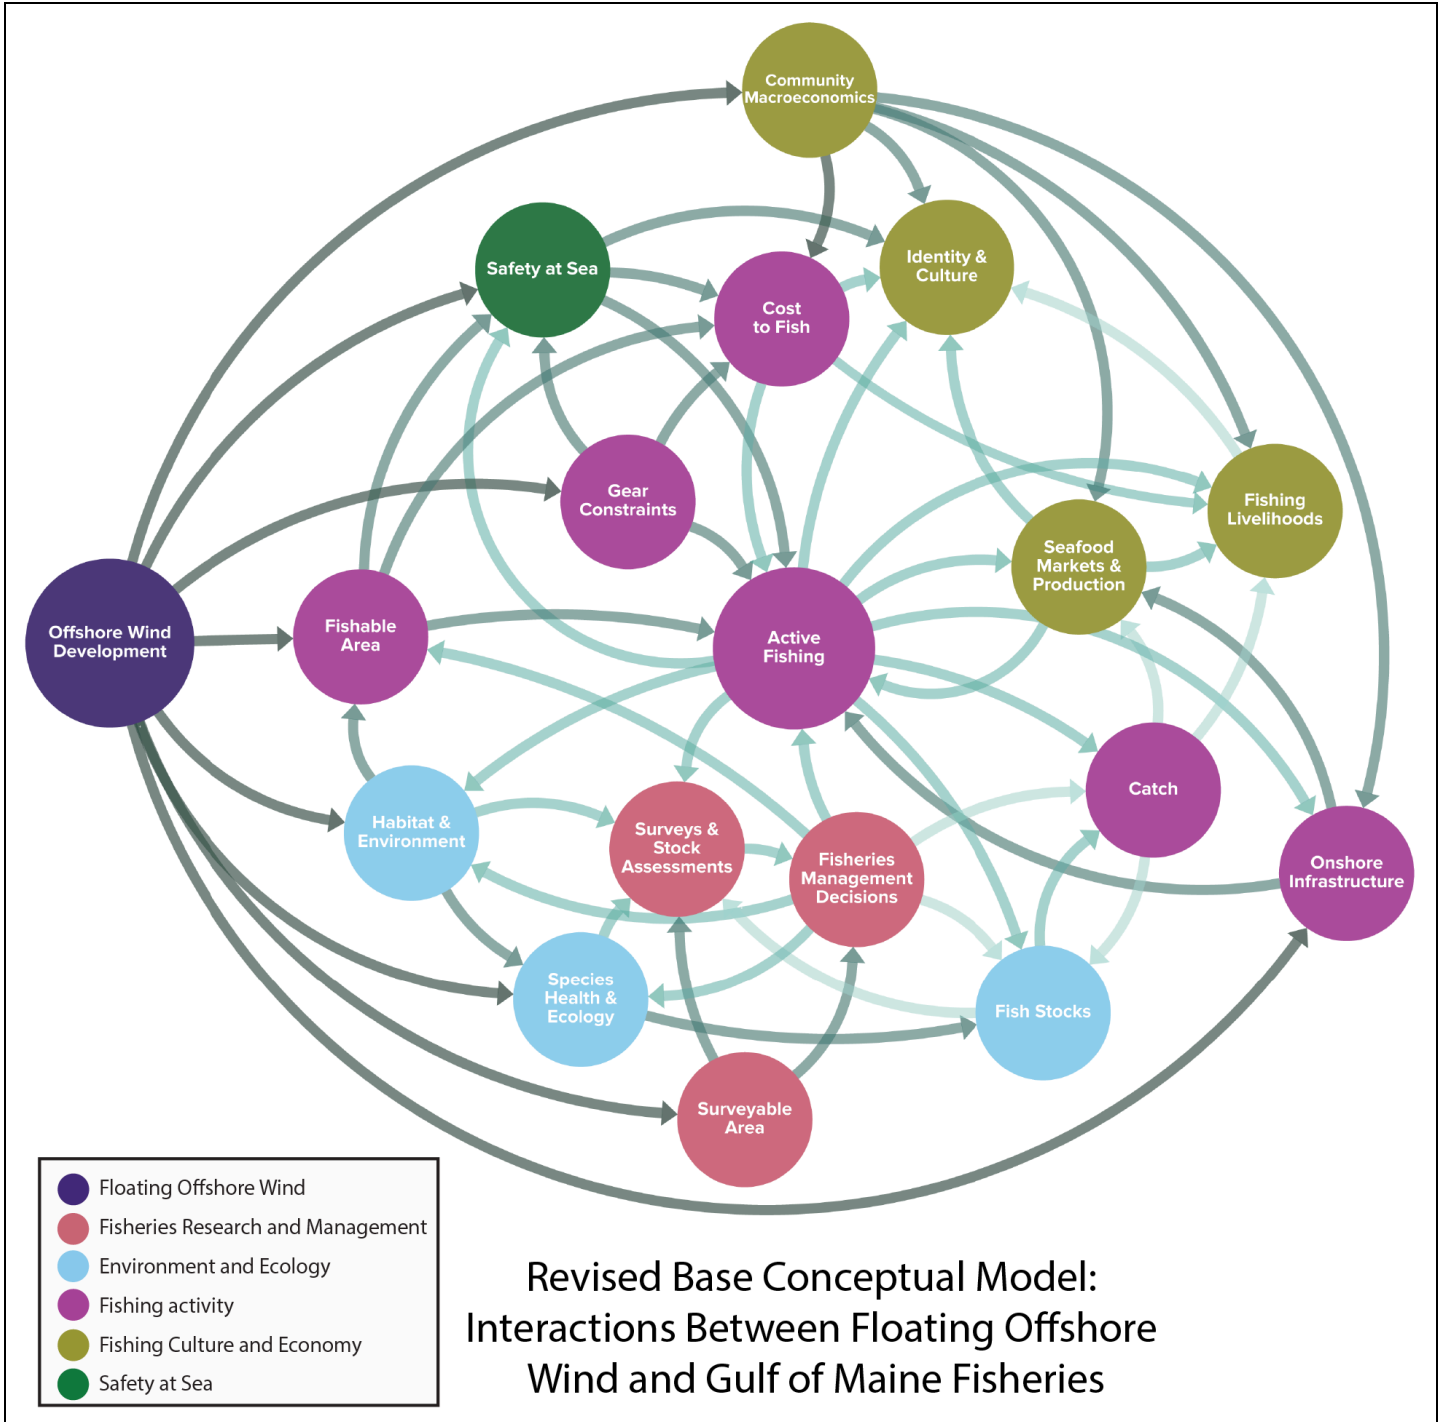 Community
Macroeconomics
Safety at Sea
Identity &
Culture
Cost
to Fish
Gear
Constraints
Fishing
Livelihoods
Seafood
Markets &
Production
Offshore Wind
Development
Fishable
Area
Active
Fishing
Catch
Habitat &
Environment
Surveys &
Stock
Assessments
Fisheries
Management
Decisions
Onshore
Infrastructure
Species
Health &
Ecology
Fish Stocks
Surveyable
Area
Floating Offshore Wind
Fisheries Research and Management
Environment and Ecology
Fishing activity
Fishing Culture and Economy
Safety at Sea
Revised Base Conceptual Model:
Interactions Between Floating Offshore
Wind and Gulf of Maine Fisheries